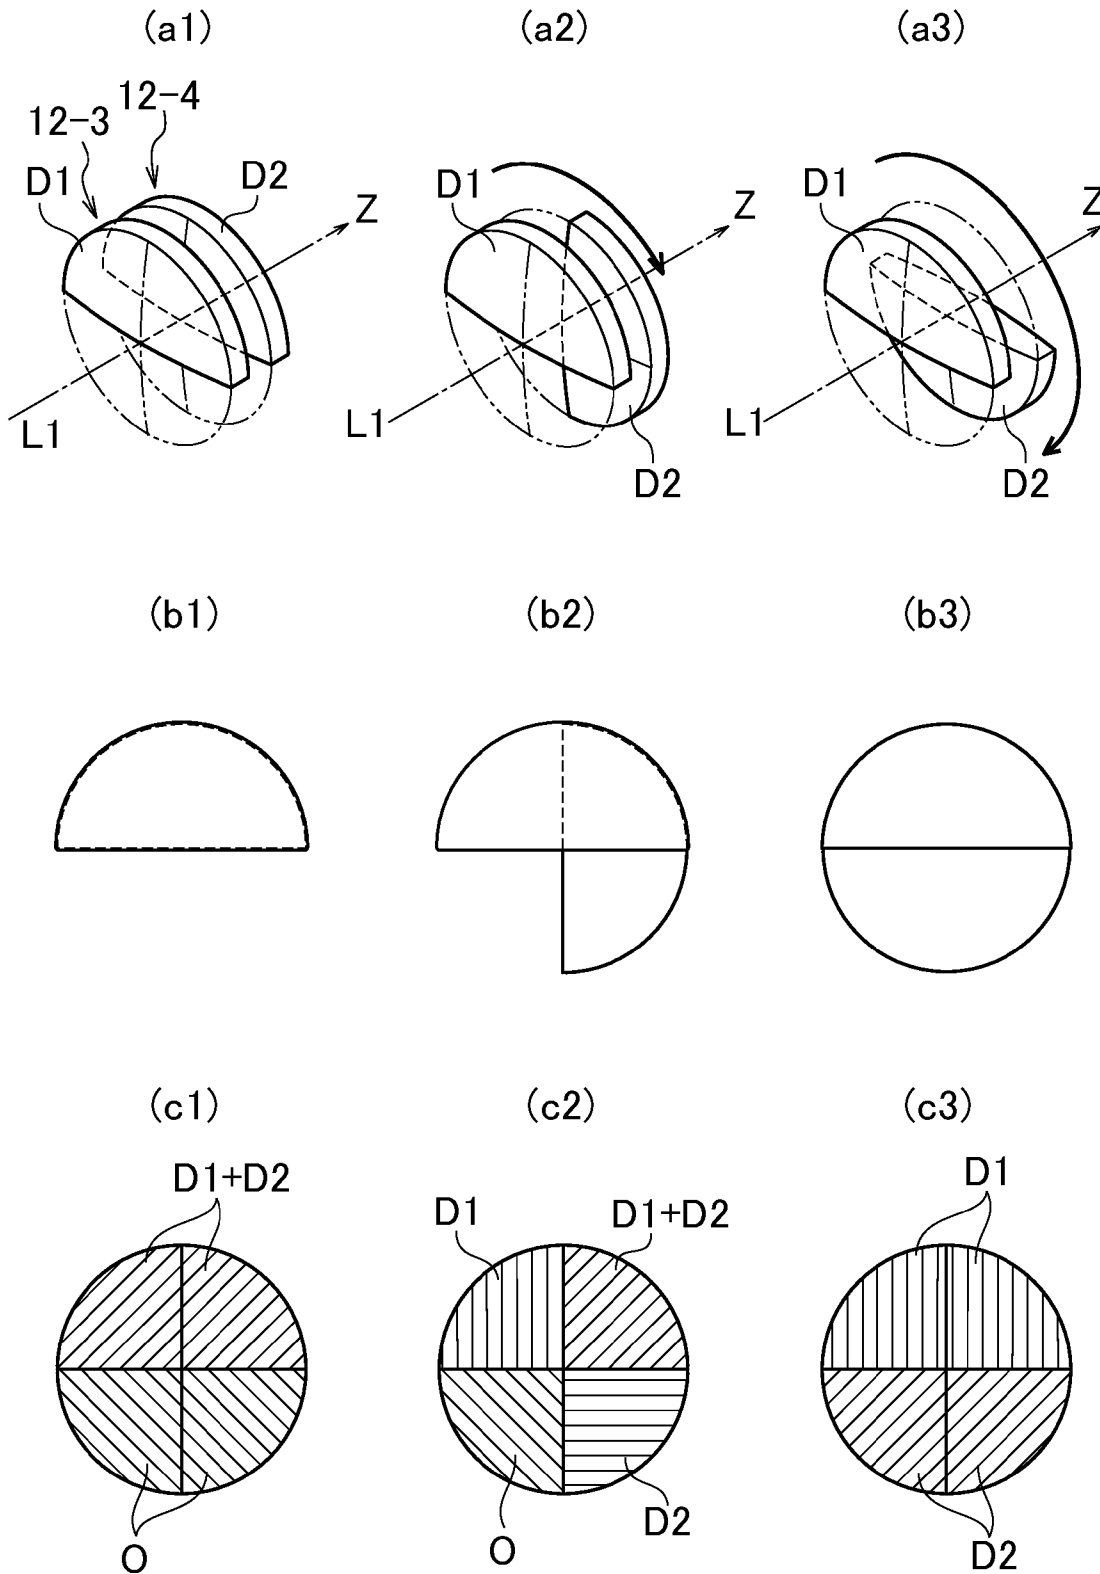 (a1) (a2) (a3)
12-4
12-3
D1 D2 Z D1 Z D1 Z
L1 L1 L1
D2 D2
(b1) (b2) (b3)
(c1) (c2) (c3)
D1+D2 D1 D1+D2 D1
O O D2 D2